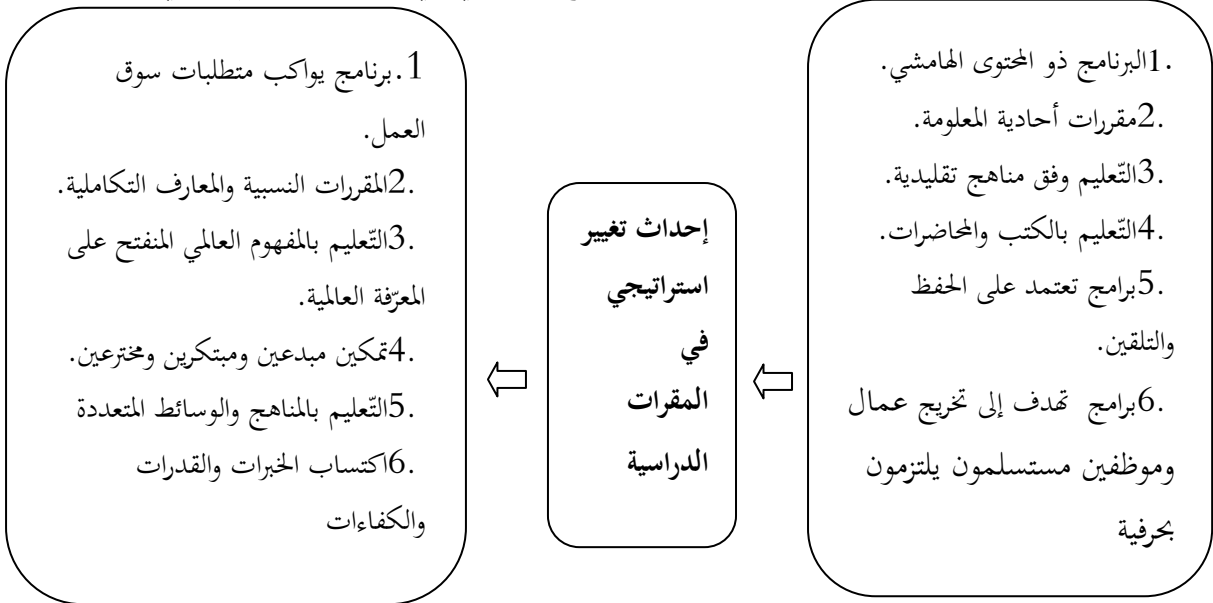 .1البرنامج ذو المحتوى الهامشي.
.2مقررات أحادية المعلومة.
.3التّعليم وفق مناهج تقليدية.
.4التّعليم بالكتب والمحاضرات.
.5برامج تعتمد على الحفظ
والتلقين.
.6برامج تهدف إلى تخريج عمال
وموظفين مستسلمون يلتزمون
بحرفية
إحداث تغيير
استراتيجي
في
المقرات
الدراسية
1.برنامج يواكب متطلبات سوق
العمل.
.2المقررات النسبية والمعارف التكاملية.
.3التّعليم بالمفهوم العالمي المنفتح على
المعرّفة العالمية.
.4تمكين مبدعين ومبتكرين ومخترعين.
.5التّعليم بالمناهج والوسائط المتعددة
.6اكتساب الخبرات والقدرات
والكفاءات